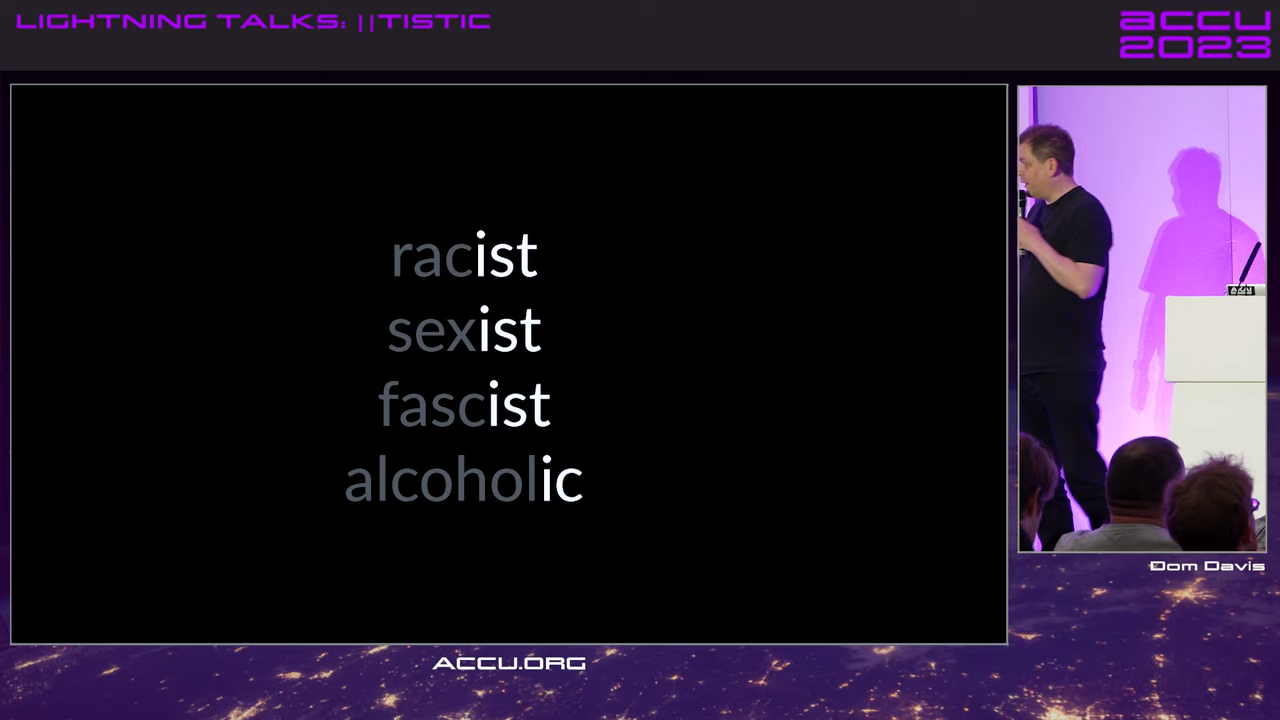 LIGHTNING TALKS: ||TISTIC
accu
2023
racist
sexist
fascist
alcoholic
Dom Davis
ACCU.ORG